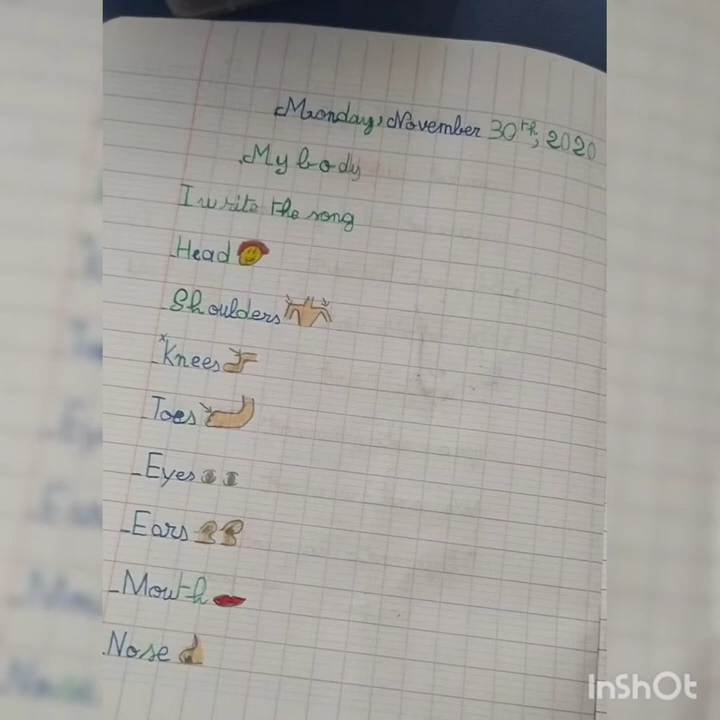 Monday, November 30th, 2020
My body
I write the song
Head
Shoulders
Knees
Toes
Eyes
Ears
Mouth
Nose
InShOt